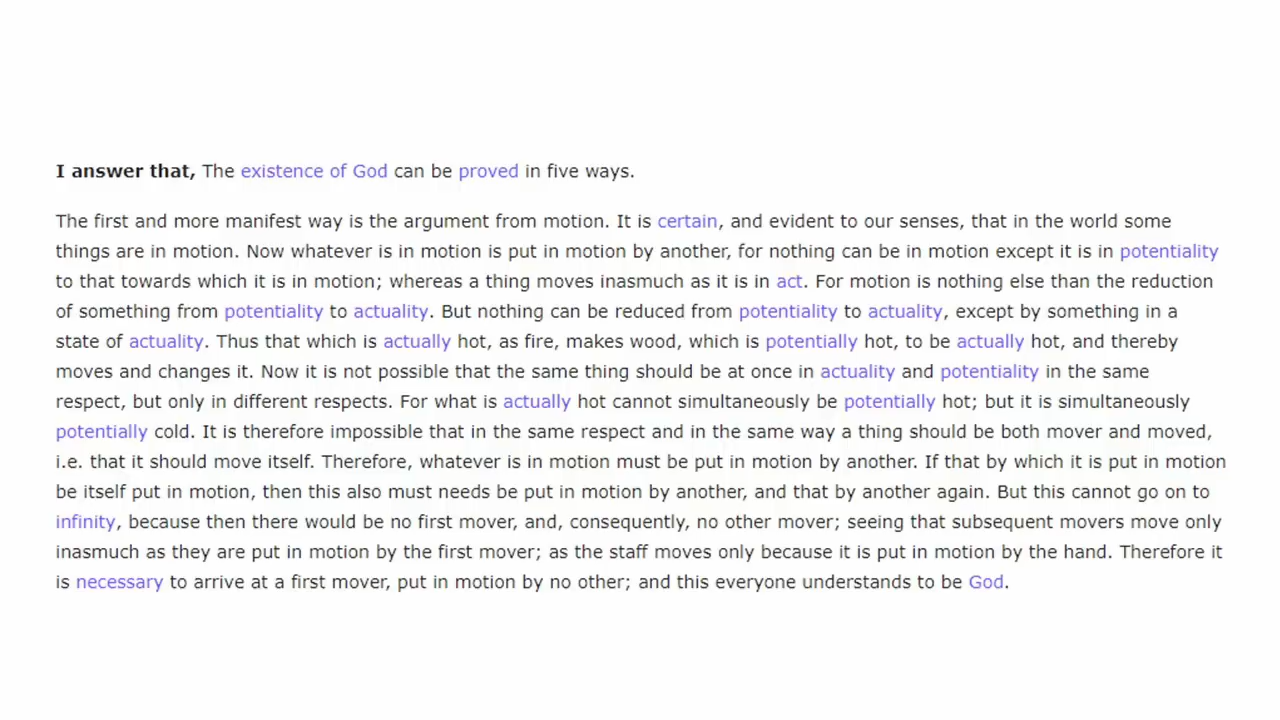 I answer that, The existence of God can be proved in five ways.
The first and more manifest way is the argument from motion. It is certain, and evident to our senses, that in the world some
things are in motion. Now whatever is in motion is put in motion by another, for nothing can be in motion except it is in potentiality
to that towards which it is in motion; whereas a thing moves inasmuch as it is in act. For motion is nothing else than the reduction
of something from potentiality to actuality. But nothing can be reduced from potentiality to actuality, except by something in a
state of actuality. Thus that which is actually hot, as fire, makes wood, which is potentially hot, to be actually hot, and thereby
moves and changes it. Now it is not possible that the same thing should be at once in actuality and potentiality in the same
respect, but only in different respects. For what is actually hot cannot simultaneously be potentially hot; but it is simultaneously
potentially cold. It is therefore impossible that in the same respect and in the same way a thing should be both mover and moved,
i.e. that it should move itself. Therefore, whatever is in motion must be put in motion by another. If that by which it is put in motion
be itself put in motion, then this also must needs be put in motion by another, and that by another again. But this cannot go on to
infinity, because then there would be no first mover, and, consequently, no other mover; seeing that subsequent movers move only
inasmuch as they are put in motion by the first mover; as the staff moves only because it is put in motion by the hand. Therefore it
is necessary to arrive at a first mover, put in motion by no other; and this everyone understands to be God.